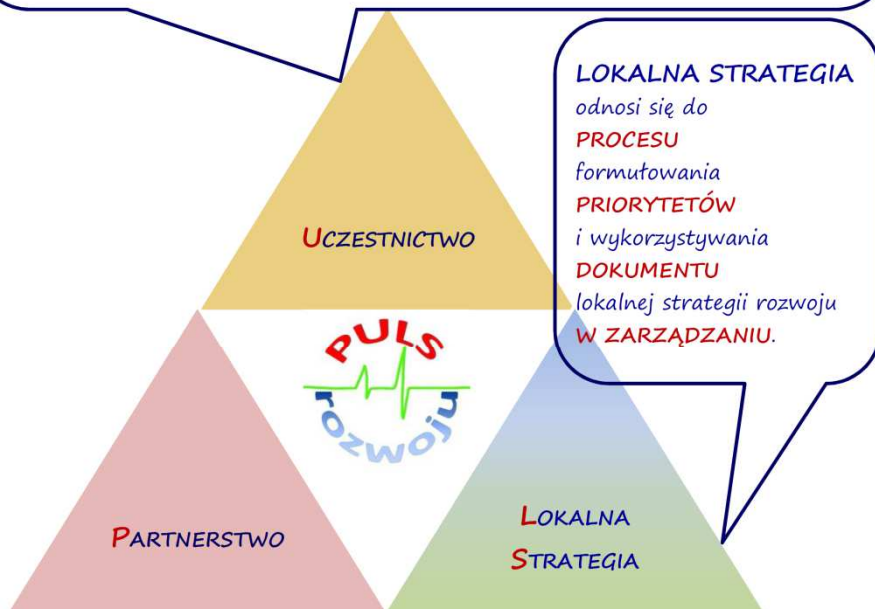 LOKALNA STRATEGIA
odnosi się do
PROCESU
formułowania
PRIORYTETÓW
i wykorzystywania
DOKUMENTU
lokalnej strategii rozwoju
W ZARZĄDZANIU.
UCZESTNICTWO
PULS
rozwoju
PARTNERSTWO
LOKALNA
STRATEGIA